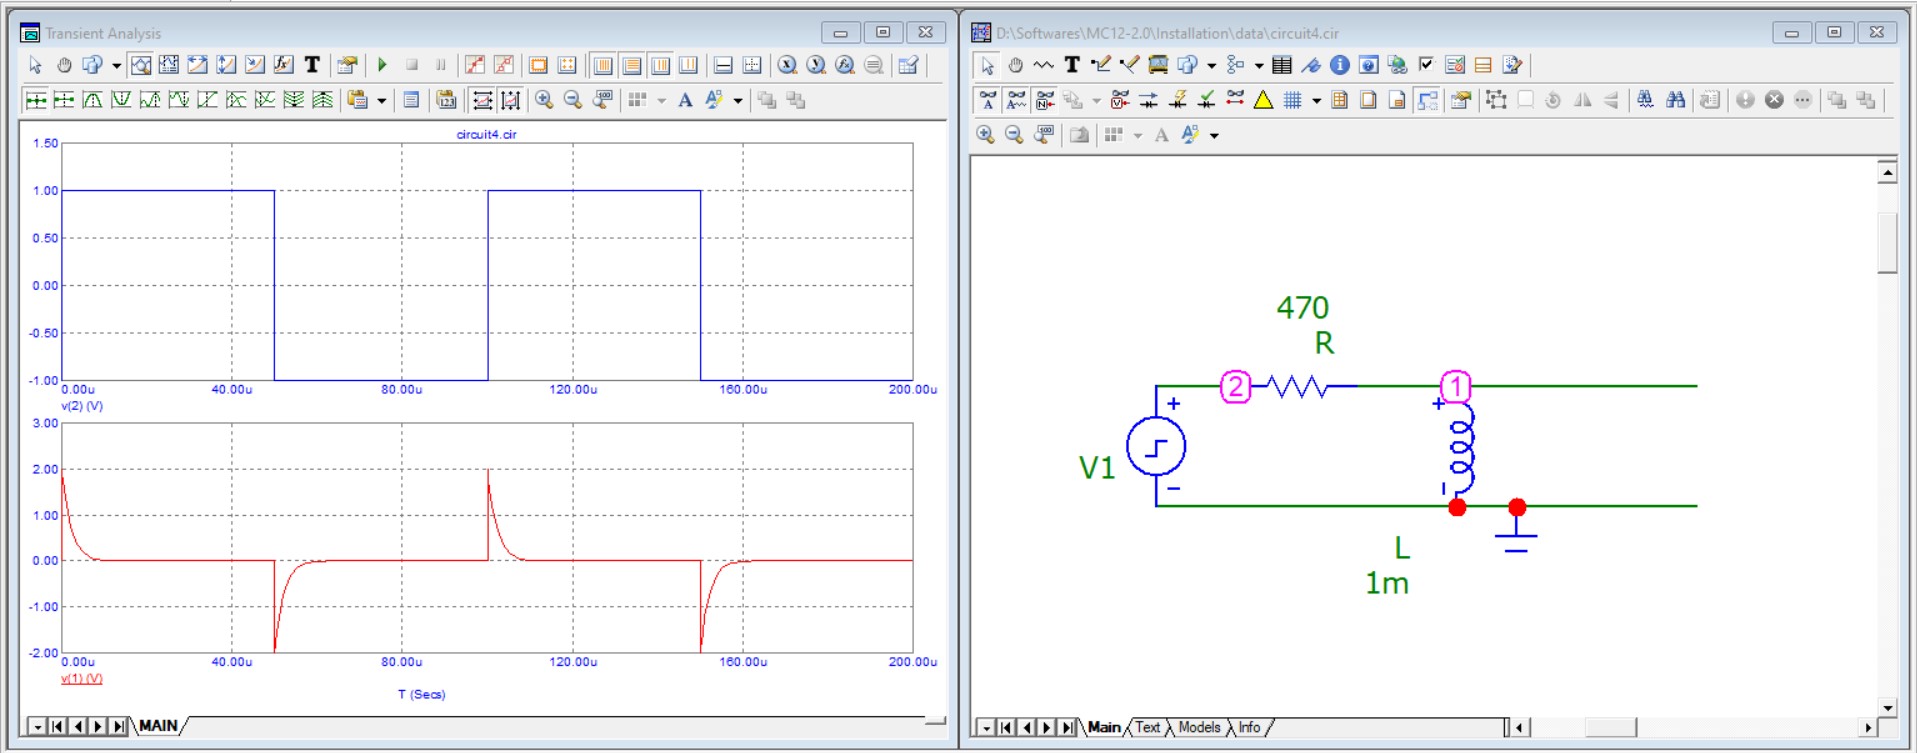 Transient Analysis
circuit4.cir
1.50
1.00
0.50
0.00
-0.50
-1.00
0.00u 40.00u 80.00u 120.00u 160.00u 200.00u
v(2) (V)
3.00
2.00
1.00
0.00
-1.00
-2.00
0.00u 40.00u 80.00u 120.00u 160.00u 200.00u
v(1) (V)
T (Secs)
MAIN
D:\Softwares\MC12-2.0\Installation\data\circuit4.cir
470
R
2
1
+
+
V1
-
-
L
1m
Main Text Models Info